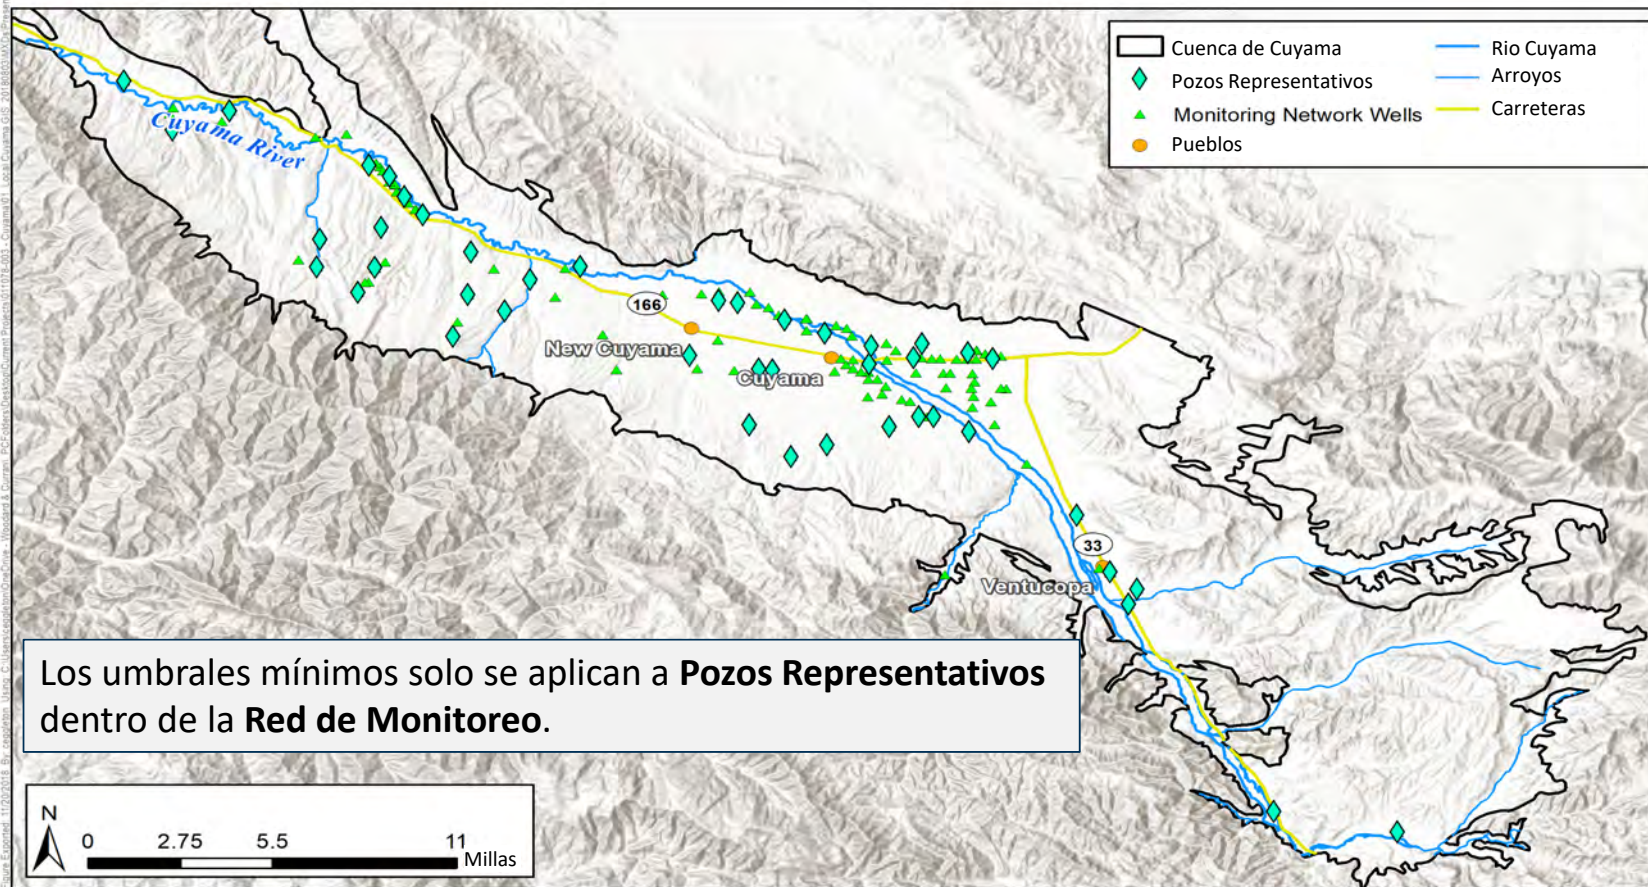 Cuenca de Cuyama
Pozos Representativos
Monitoring Network Wells
Pueblos
Rio Cuyama
Arroyos
Carreteras
Cuyama River
166
New Cuyama
Cuyama
33
Ventucopa
Los umbrales mínimos solo se aplican a Pozos Representativos
dentro de la Red de Monitoreo.
N
0 2.75 5.5 11
Millas